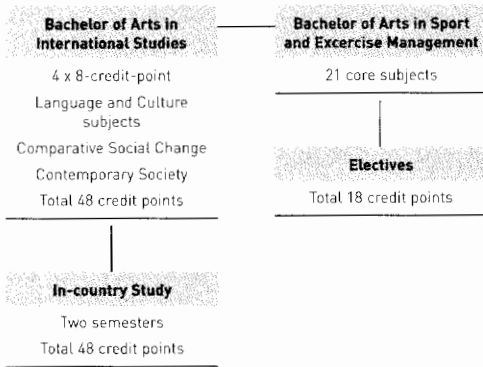 Bachelor of Arts in
International Studies
4 x 8-credit-point
Language and Culture
subjects
Comparative Social Change
Contemporary Society
Total 48 credit points
In-country Study
Two semesters
Total 48 credit points
Bachelor of Arts in Sport
and Excercise Management
21 core subjects
Electives
Total 18 credit points